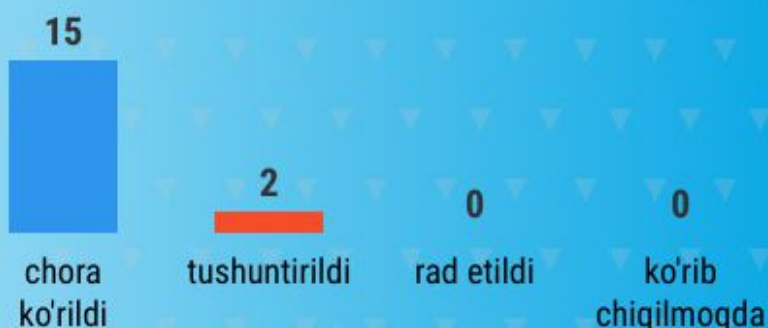 15
2
0
0
chora
ko'rildi
tushuntirildi
rad etildi
ko'rib
chiqilmoqda